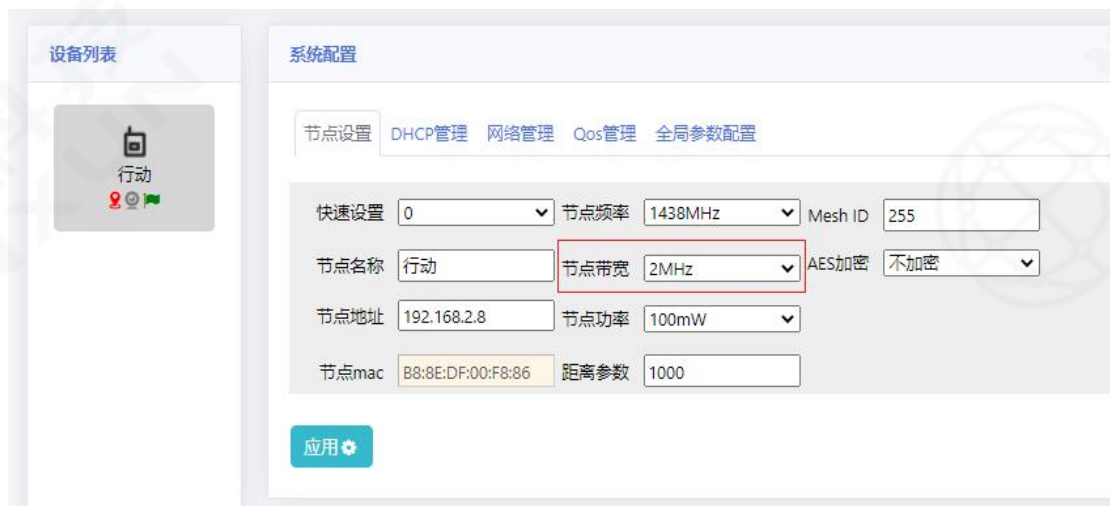 设备列表
行动
系统配置
节点设置 DHCP管理 网络管理 Qos管理 全局参数配置
快速设置 0 节点频率 1438MHz Mesh ID 255
节点名称 行动 节点带宽 2MHz AES加密 不加密
节点地址 192.168.2.8 节点功率 100mW
节点mac B8:8E:DF:00:F8:86 距离参数 1000
应用